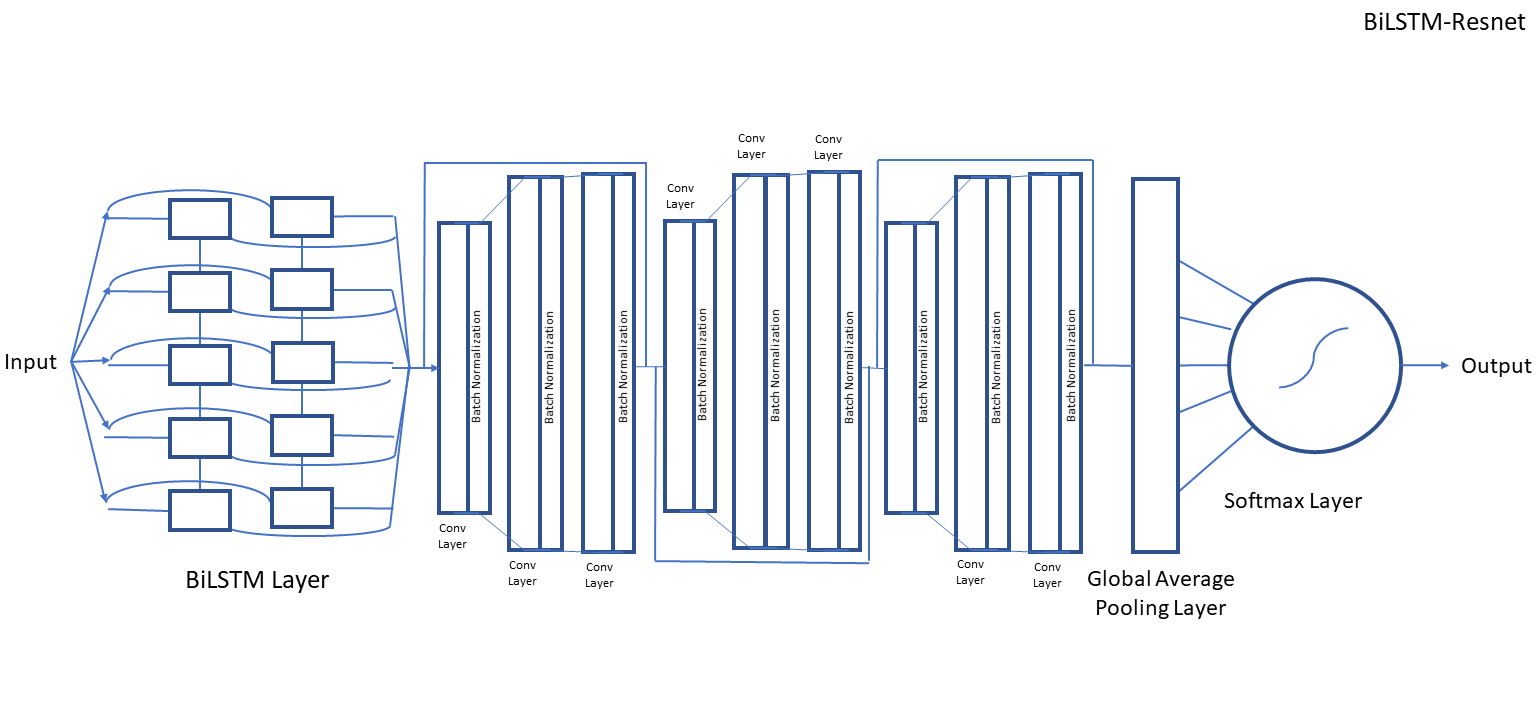 BiLSTM-Resnet
Input
BiLSTM Layer
Batch Normalization
Conv
Layer
Batch Normalization
Conv
Layer
Batch Normalization
Conv
Layer
Conv
Layer
Batch Normalization
Conv
Layer
Batch Normalization
Conv
Layer
Batch Normalization
Batch Normalization
Batch Normalization
Conv
Layer
Batch Normalization
Conv
Layer
Global Average
Pooling Layer
Softmax Layer
Output